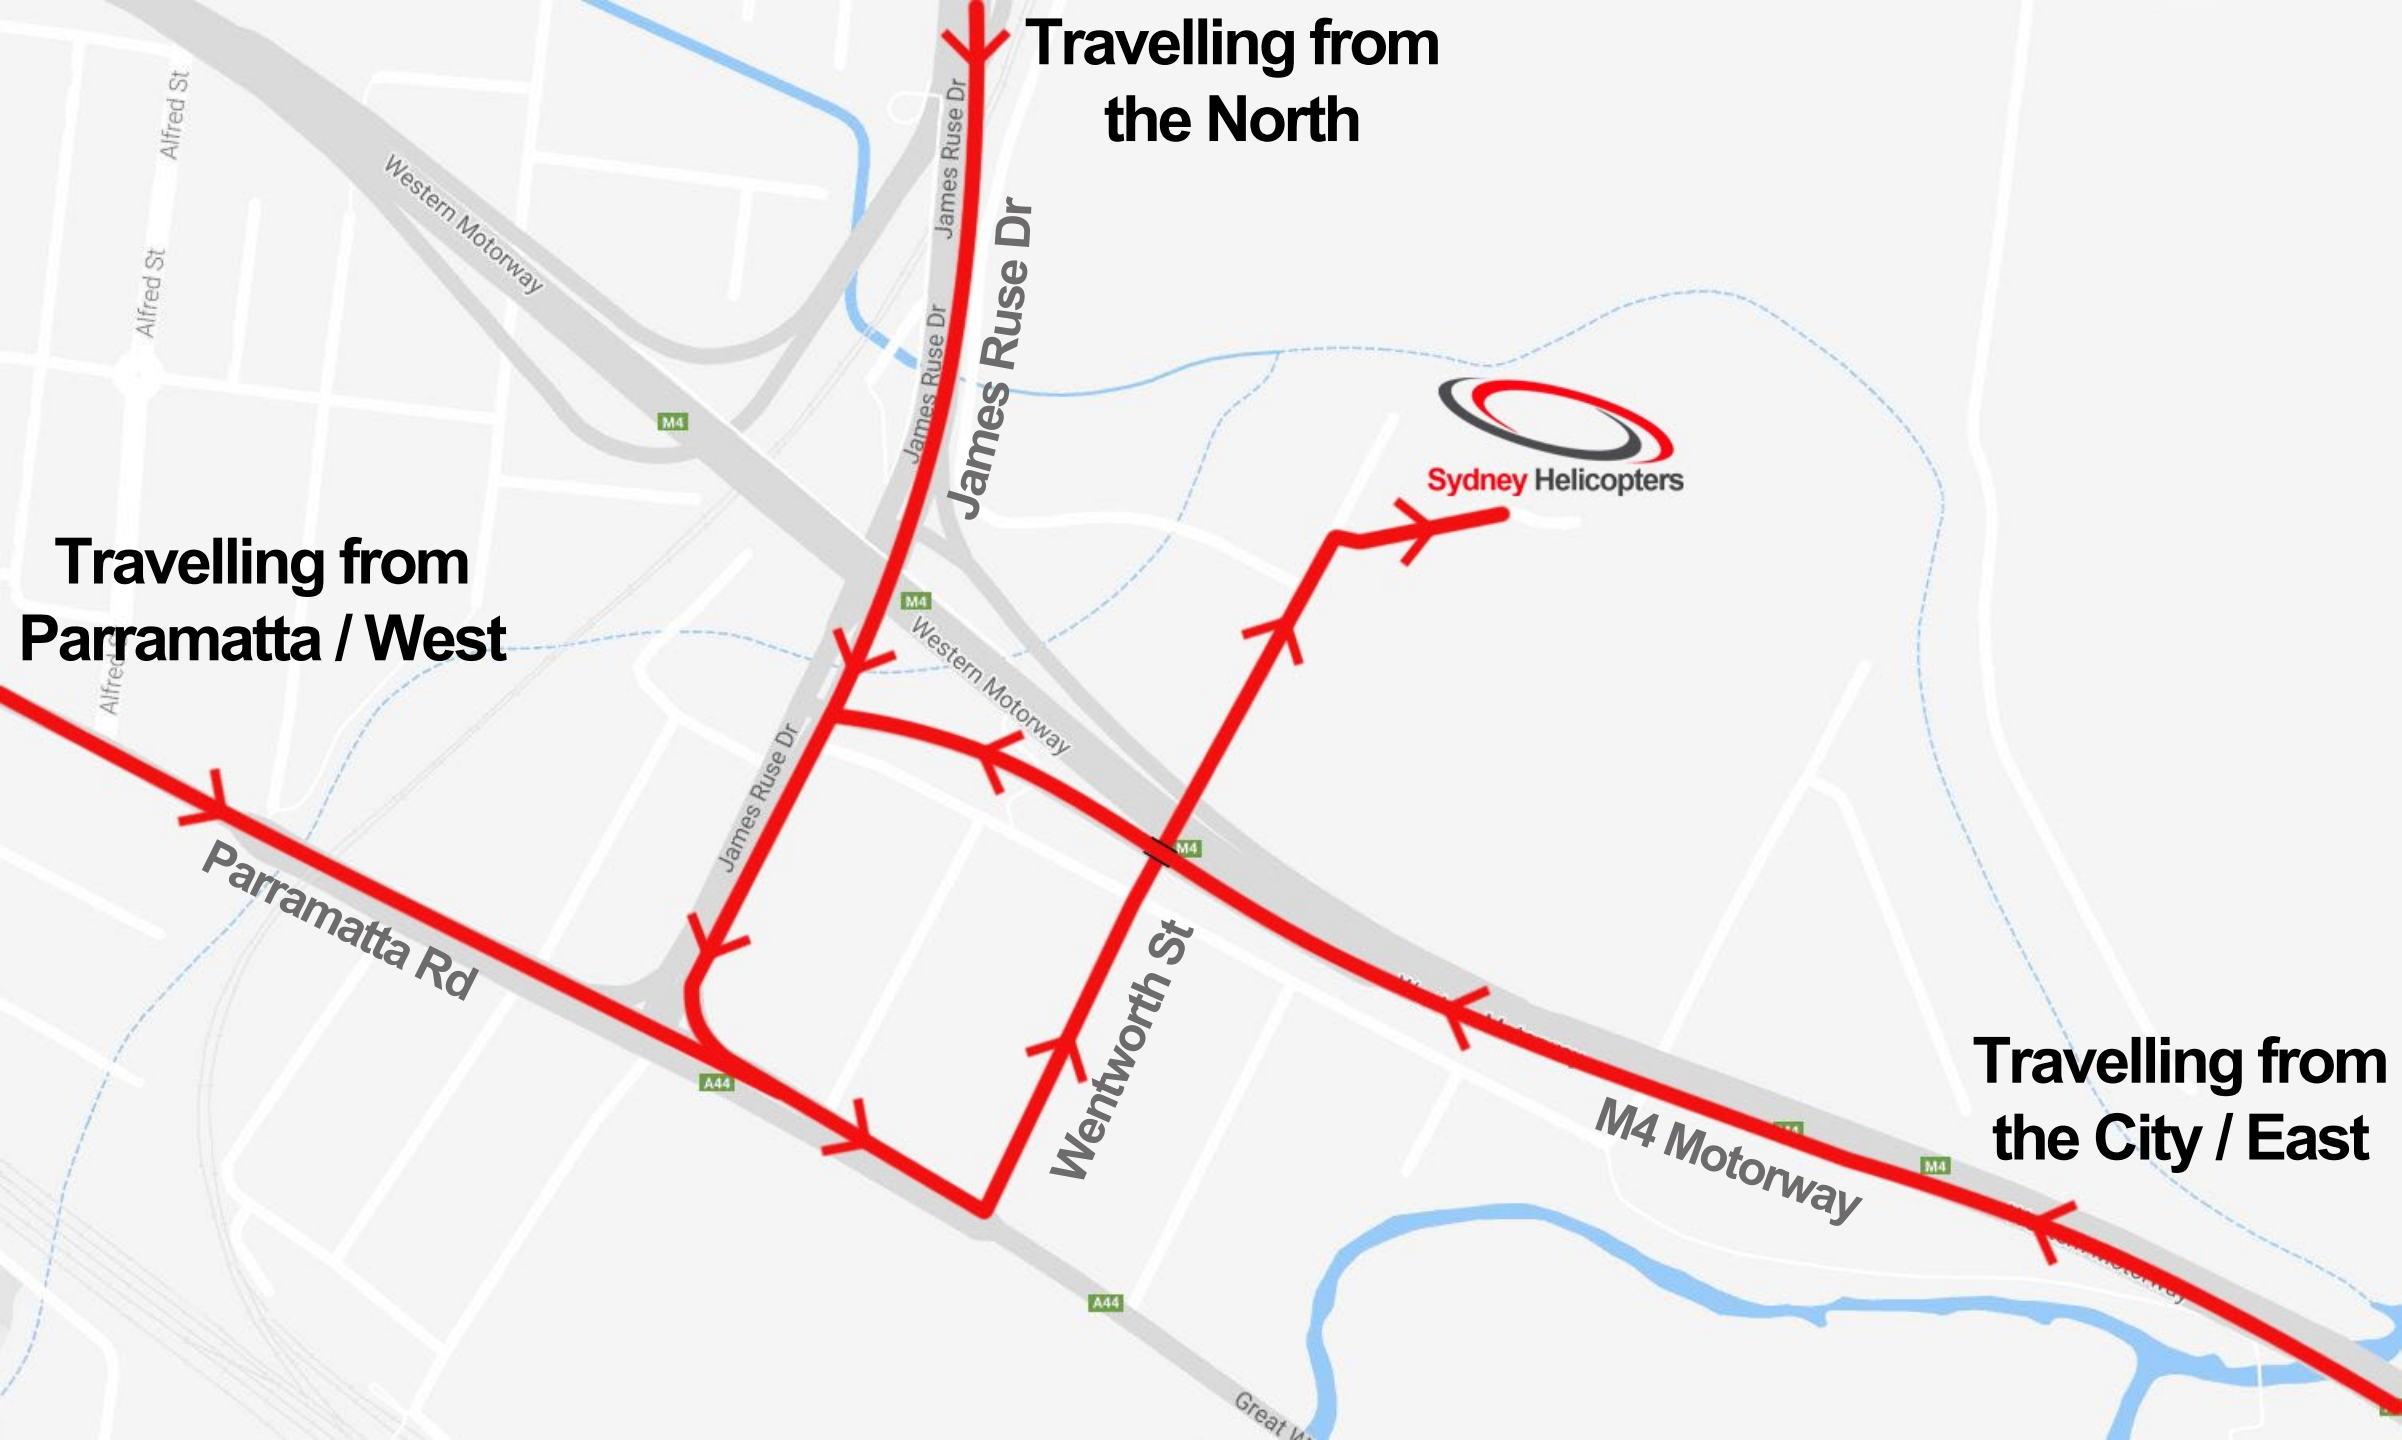 Travelling from
the North
Alfred St
James Ruse Dr
Western Motorway
James Ruse Dr
Alfred St
James Ruse Dr
M4
Sydney Helicopters
Travelling from
Parramatta / West
M4
Western Motorway
Alfred
James Ruse Dr
M4
Parramatta Rd
Wentworth St
A44
Travelling from
the City / East
M4 Motorway
M4
A44
Great